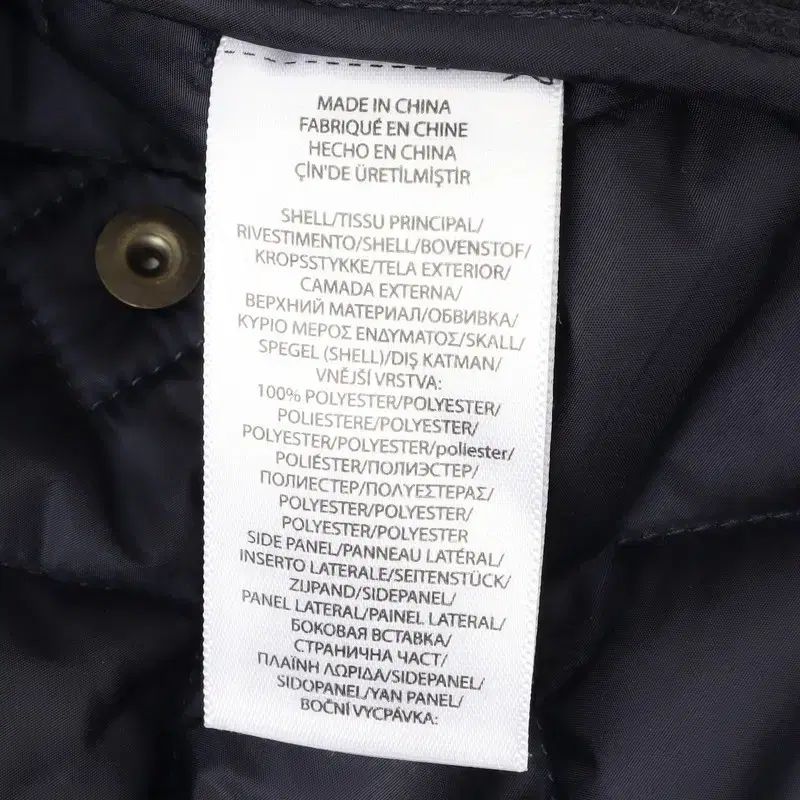 MADE IN CHINA
FABRIQUÉ EN CHINE
HECHO EN CHINA
ÇİN'DE ÜRETİLMİŞTİR
SHELL/TISSU PRINCIPAL/
RIVESTIMENTO/SHELL/BOVENSTOF/
KROPSSTYKKE/TELA EXTERIOR/
CAMADA EXTERNA/
ВЕРХНИЙ МАТЕРИАЛ/ОБВИВКА/
ΚΥΡΙΟ ΜΕΡΟΣ ΕΝΔΥΜΑΤΟΣ/SKALL/
SPEGEL (SHELL)/DIŞ KATMAN/
VNĚJŠÍ VRSTVA:
100% POLYESTER/POLYESTER/
POLIESTERE/POLYESTER/
POLYESTER/POLYESTER/poliester/
POLIÉSTER/ПОЛИЭСТЕР/
ПОЛИЕСТЕР/ΠΟΛΥΕΣΤΕΡΑΣ/
POLYESTER/POLYESTER/
POLYESTER/POLYESTER
SIDE PANEL/PANNEAU LATÉRAL/
INSERTO LATERALE/SEITENSTÜCK/
ZIJPAND/SIDEPANEL/
PANEL LATERAL/PAINEL LATERAL/
БОКОВАЯ ВСТАВКА/
СТРАНИЧНА ЧАСТ/
ΠΛΑΪΝΗ ΛΩΡΙΔΑ/SIDEPANEL/
SIDOPANEL/YAN PANEL/
BOČNÍ VYCPÁVKA: